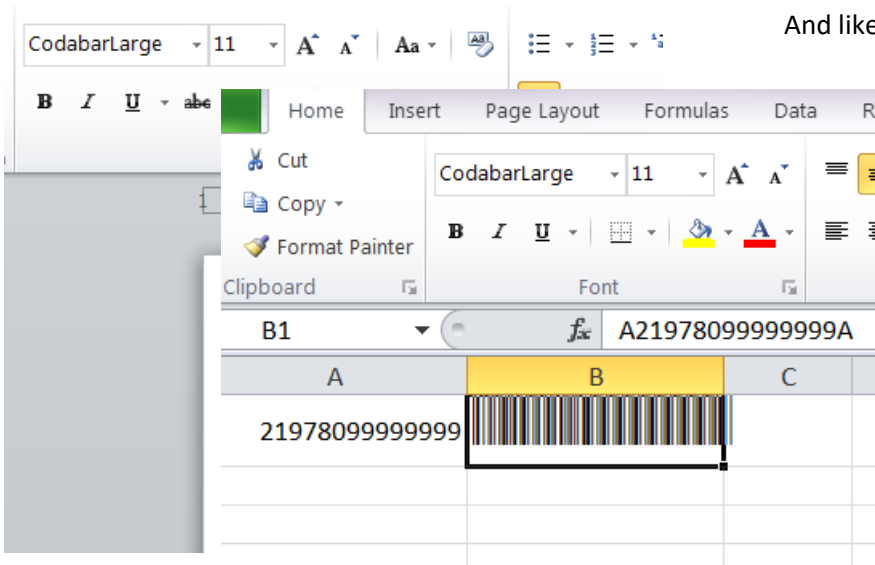 And like
CodabarLarge 11 A A Aa
B I U abc
Home Insert Page Layout Formulas Data R
Cut
CodabarLarge 11 A A
Copy
B I U A
Format Painter
Clipboard Font
B1 fx A21978099999999A
A B C
21978099999999